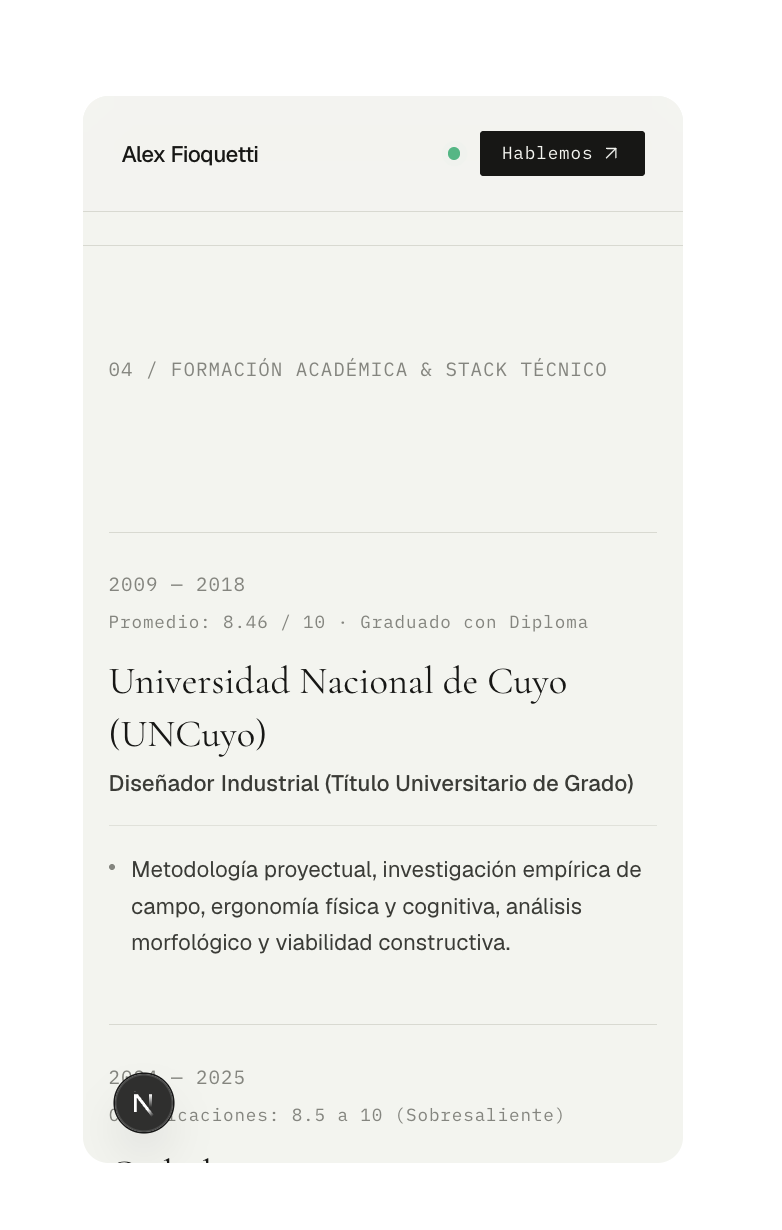 Alex Fioquetti
Hablemos ↗
04 / FORMACIÓN ACADÉMICA & STACK TÉCNICO
2009 — 2018
Promedio: 8.46 / 10 · Graduado con Diploma
Universidad Nacional de Cuyo
(UNCuyo)
Diseñador Industrial (Título Universitario de Grado)
• Metodología proyectual, investigación empírica de
campo, ergonomía física y cognitiva, análisis
morfológico y viabilidad constructiva.
— 2025
8.5 a 10 (Sobresaliente)
N